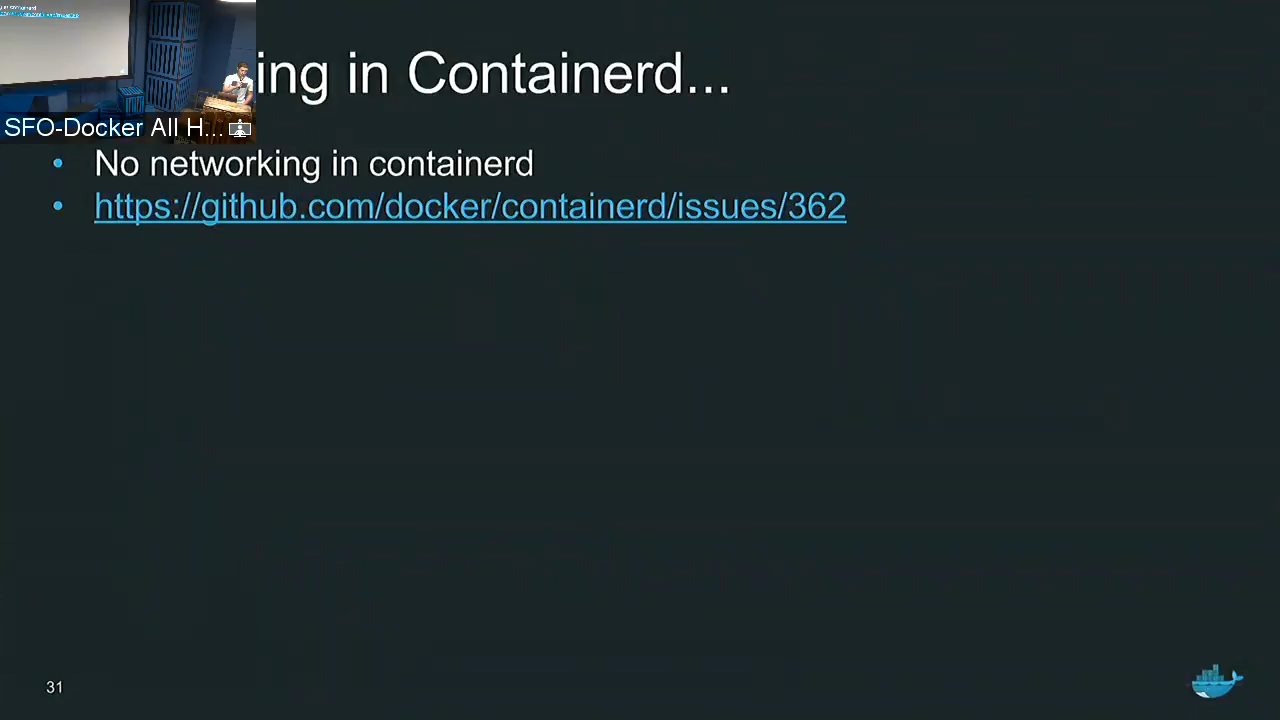 ing in Containerd...
SFO-Docker All H...
• No networking in containerd
• https://github.com/docker/containerd/issues/362
31